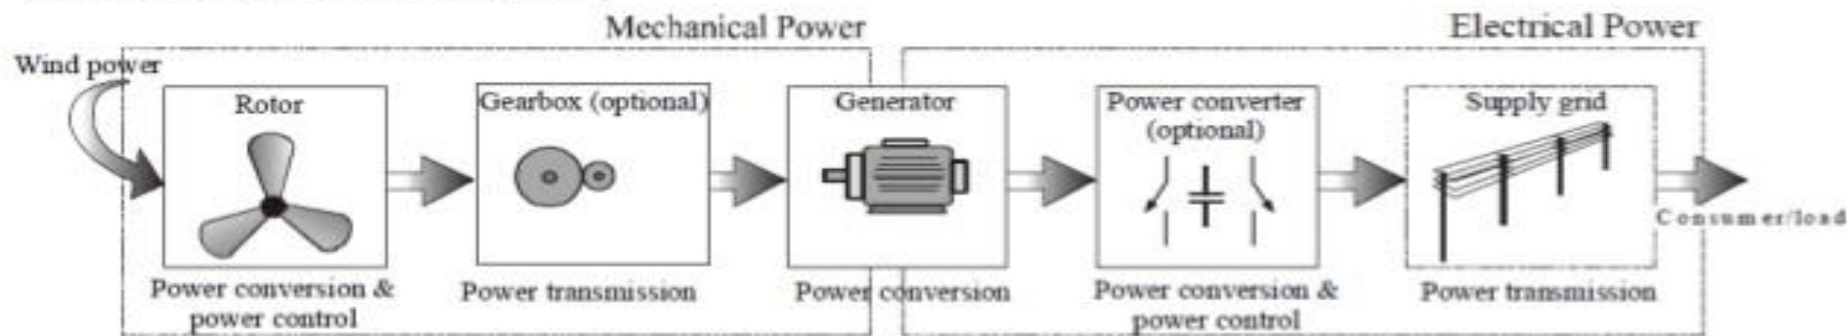 Mechanical Power
Electrical Power
Wind power
Rotor
Gearbox (optional)
Generator
Power converter
(optional)
Supply grid
Consumer/load
Power conversion &
power control
Power transmission
Power conversion
Power conversion &
power control
Power transmission